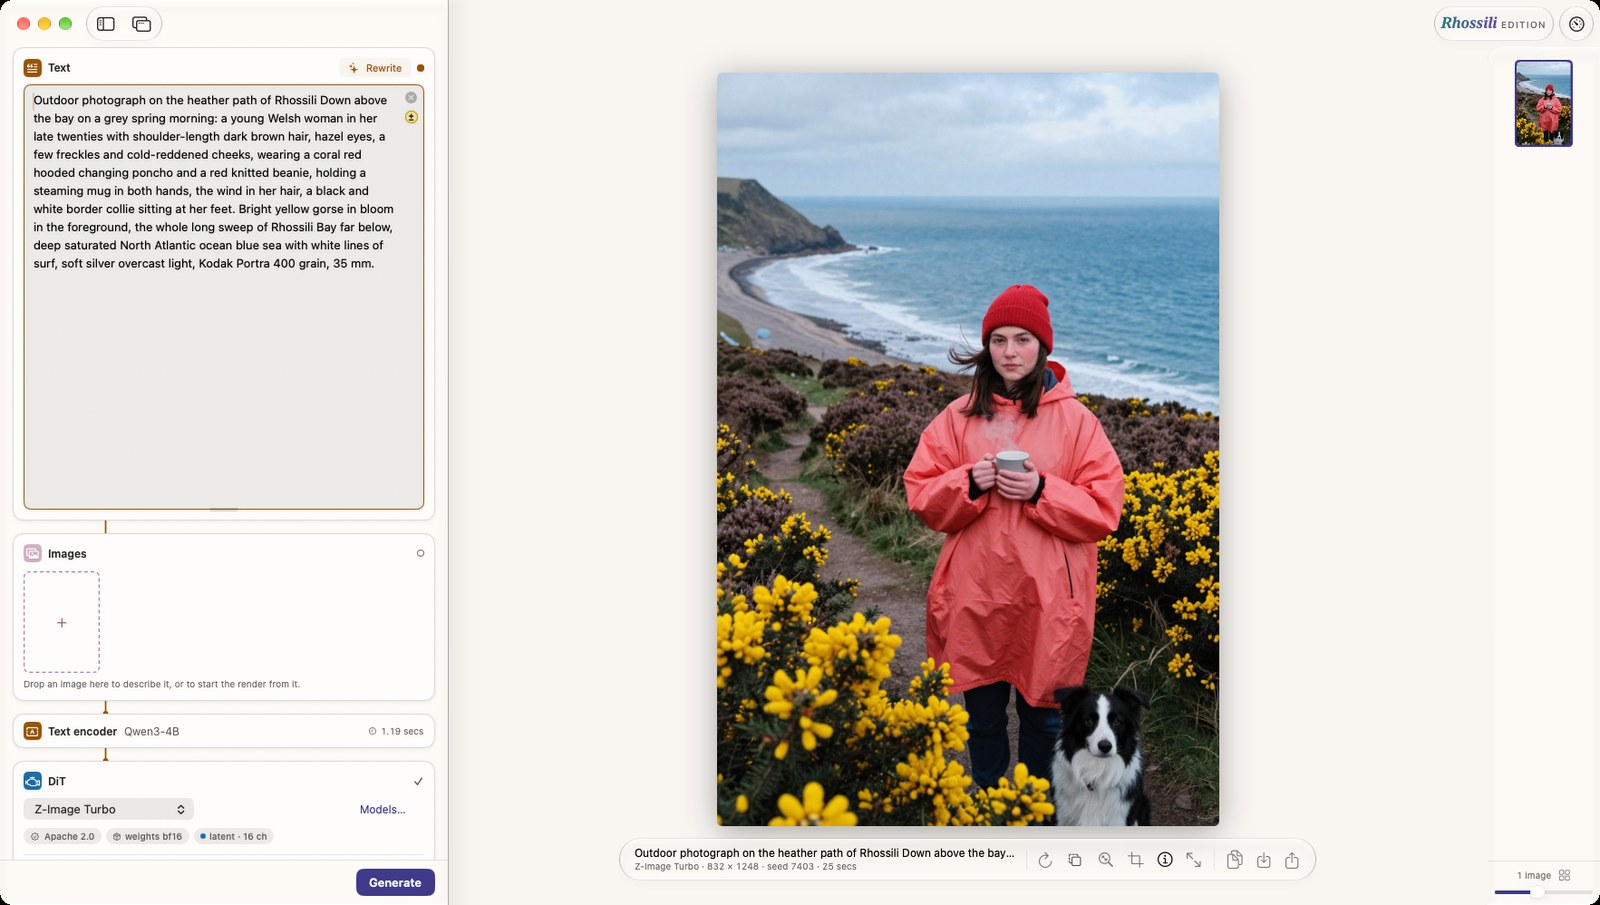 Rhossili EDITION
Text
Rewrite
Outdoor photograph on the heather path of Rhossili Down above
the bay on a grey spring morning: a young Welsh woman in her
late twenties with shoulder-length dark brown hair, hazel eyes, a
few freckles and cold-reddened cheeks, wearing a coral red
hooded changing poncho and a red knitted beanie, holding a
steaming mug in both hands, the wind in her hair, a black and
white border collie sitting at her feet. Bright yellow gorse in bloom
in the foreground, the whole long sweep of Rhossili Bay far below,
deep saturated North Atlantic ocean blue sea with white lines of
surf, soft silver overcast light, Kodak Portra 400 grain, 35 mm.
Images
Drop an image here to describe it, or to start the render from it.
Text encoder Qwen3-4B
1.19 secs
DiT
Z-Image Turbo
Models...
Apache 2.0
weights bf16
latent · 16 ch
Generate
Outdoor photograph on the heather path of Rhossili Down above the bay...
Z-Image Turbo · 832 × 1248 · seed 7403 · 25 secs
1 image